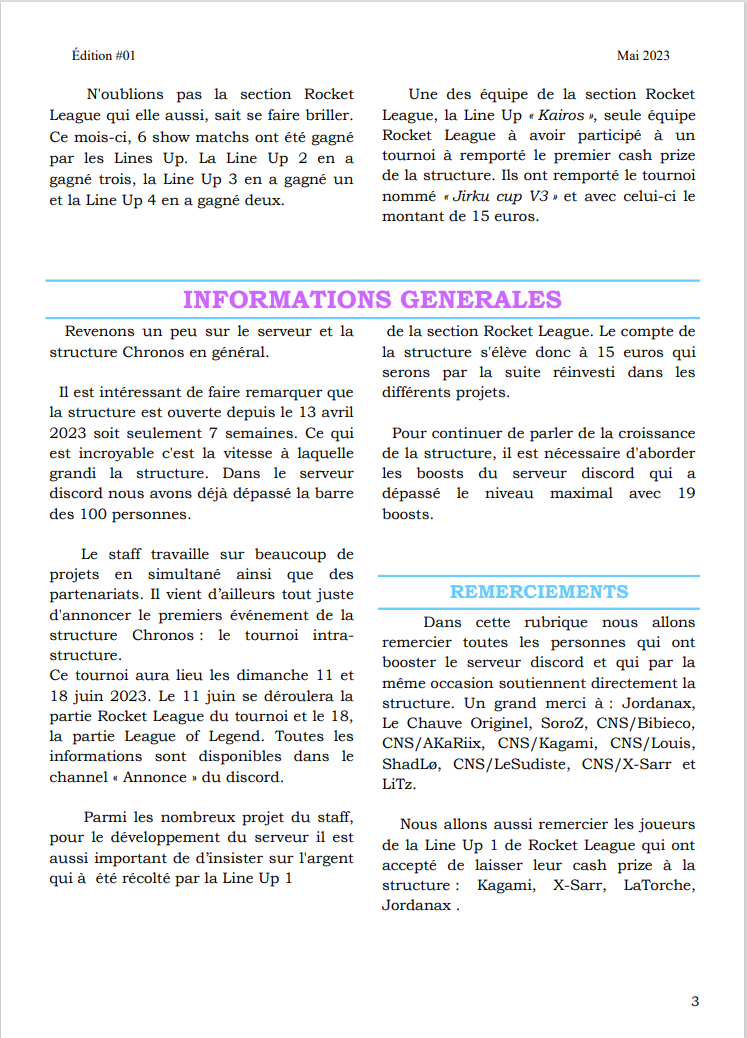 Édition #01
Mai 2023
N'oublions pas la section Rocket
League qui elle aussi, sait se faire briller.
Ce mois-ci, 6 show matchs ont été gagné
par les Lines Up. La Line Up 2 en a
gagné trois, la Line Up 3 en a gagné un
et la Line Up 4 en a gagné deux.
Une des équipe de la section Rocket
League, la Line Up « Kairos », seule équipe
Rocket League à avoir participé à un
tournoi à remporté le premier cash prize
de la structure. Ils ont remporté le tournoi
nommé « Jirku cup V3 » et avec celui-ci le
montant de 15 euros.
INFORMATIONS GENERALES
Revenons un peu sur le serveur et la
structure Chronos en général.
Il est intéressant de faire remarquer que
la structure est ouverte depuis le 13 avril
2023 soit seulement 7 semaines. Ce qui
est incroyable c'est la vitesse à laquelle
grandi la structure. Dans le serveur
discord nous avons déjà dépassé la barre
des 100 personnes.
Le staff travaille sur beaucoup de
projets en simultané ainsi que des
partenariats. Il vient d’ailleurs tout juste
d'annoncer le premiers événement de la
structure Chronos : le tournoi intra-
structure.
Ce tournoi aura lieu les dimanche 11 et
18 juin 2023. Le 11 juin se déroulera la
partie Rocket League du tournoi et le 18,
la partie League of Legend. Toutes les
informations sont disponibles dans le
channel « Annonce » du discord.
Parmi les nombreux projet du staff,
pour le développement du serveur il est
aussi important de d’insister sur l'argent
qui à été récolté par la Line Up 1
de la section Rocket League. Le compte de
la structure s'élève donc à 15 euros qui
serons par la suite réinvesti dans les
différents projets.
Pour continuer de parler de la croissance
de la structure, il est nécessaire d'aborder
les boosts du serveur discord qui a
dépassé le niveau maximal avec 19
boosts.
REMERCIEMENTS
Dans cette rubrique nous allons
remercier toutes les personnes qui ont
booster le serveur discord et qui par la
même occasion soutiennent directement la
structure. Un grand merci à : Jordanax,
Le Chauve Originel, SoroZ, CNS/Bibieco,
CNS/AKaRiix, CNS/Kagami, CNS/Louis,
ShadLø, CNS/LeSudiste, CNS/X-Sarr et
LiTz.
Nous allons aussi remercier les joueurs
de la Line Up 1 de Rocket League qui ont
accepté de laisser leur cash prize à la
structure : Kagami, X-Sarr, LaTorche,
Jordanax .
3